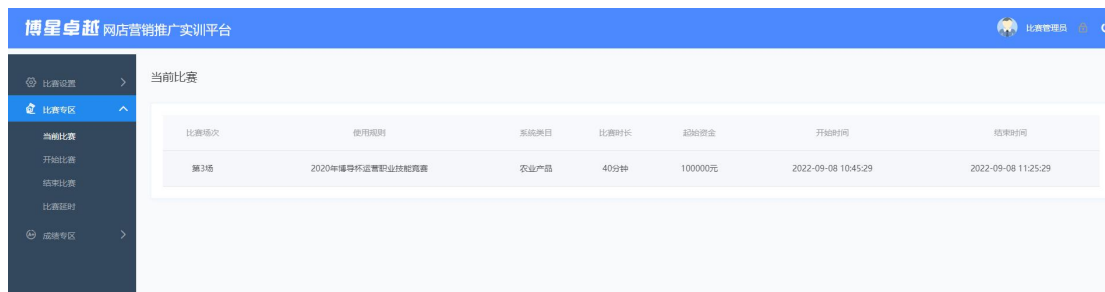 博星卓越 网店营销推广实训平台
比赛管理员
比赛设置
比赛专区
当前比赛
开始比赛
结束比赛
比赛延时
成绩专区
当前比赛
比赛场次 使用规则 系统类目 比赛时长 起始资金 开始时间 结束时间
第3场 2020年博导杯运营职业技能竞赛 农业产品 40分钟 100000元 2022-09-08 10:45:29 2022-09-08 11:25:29